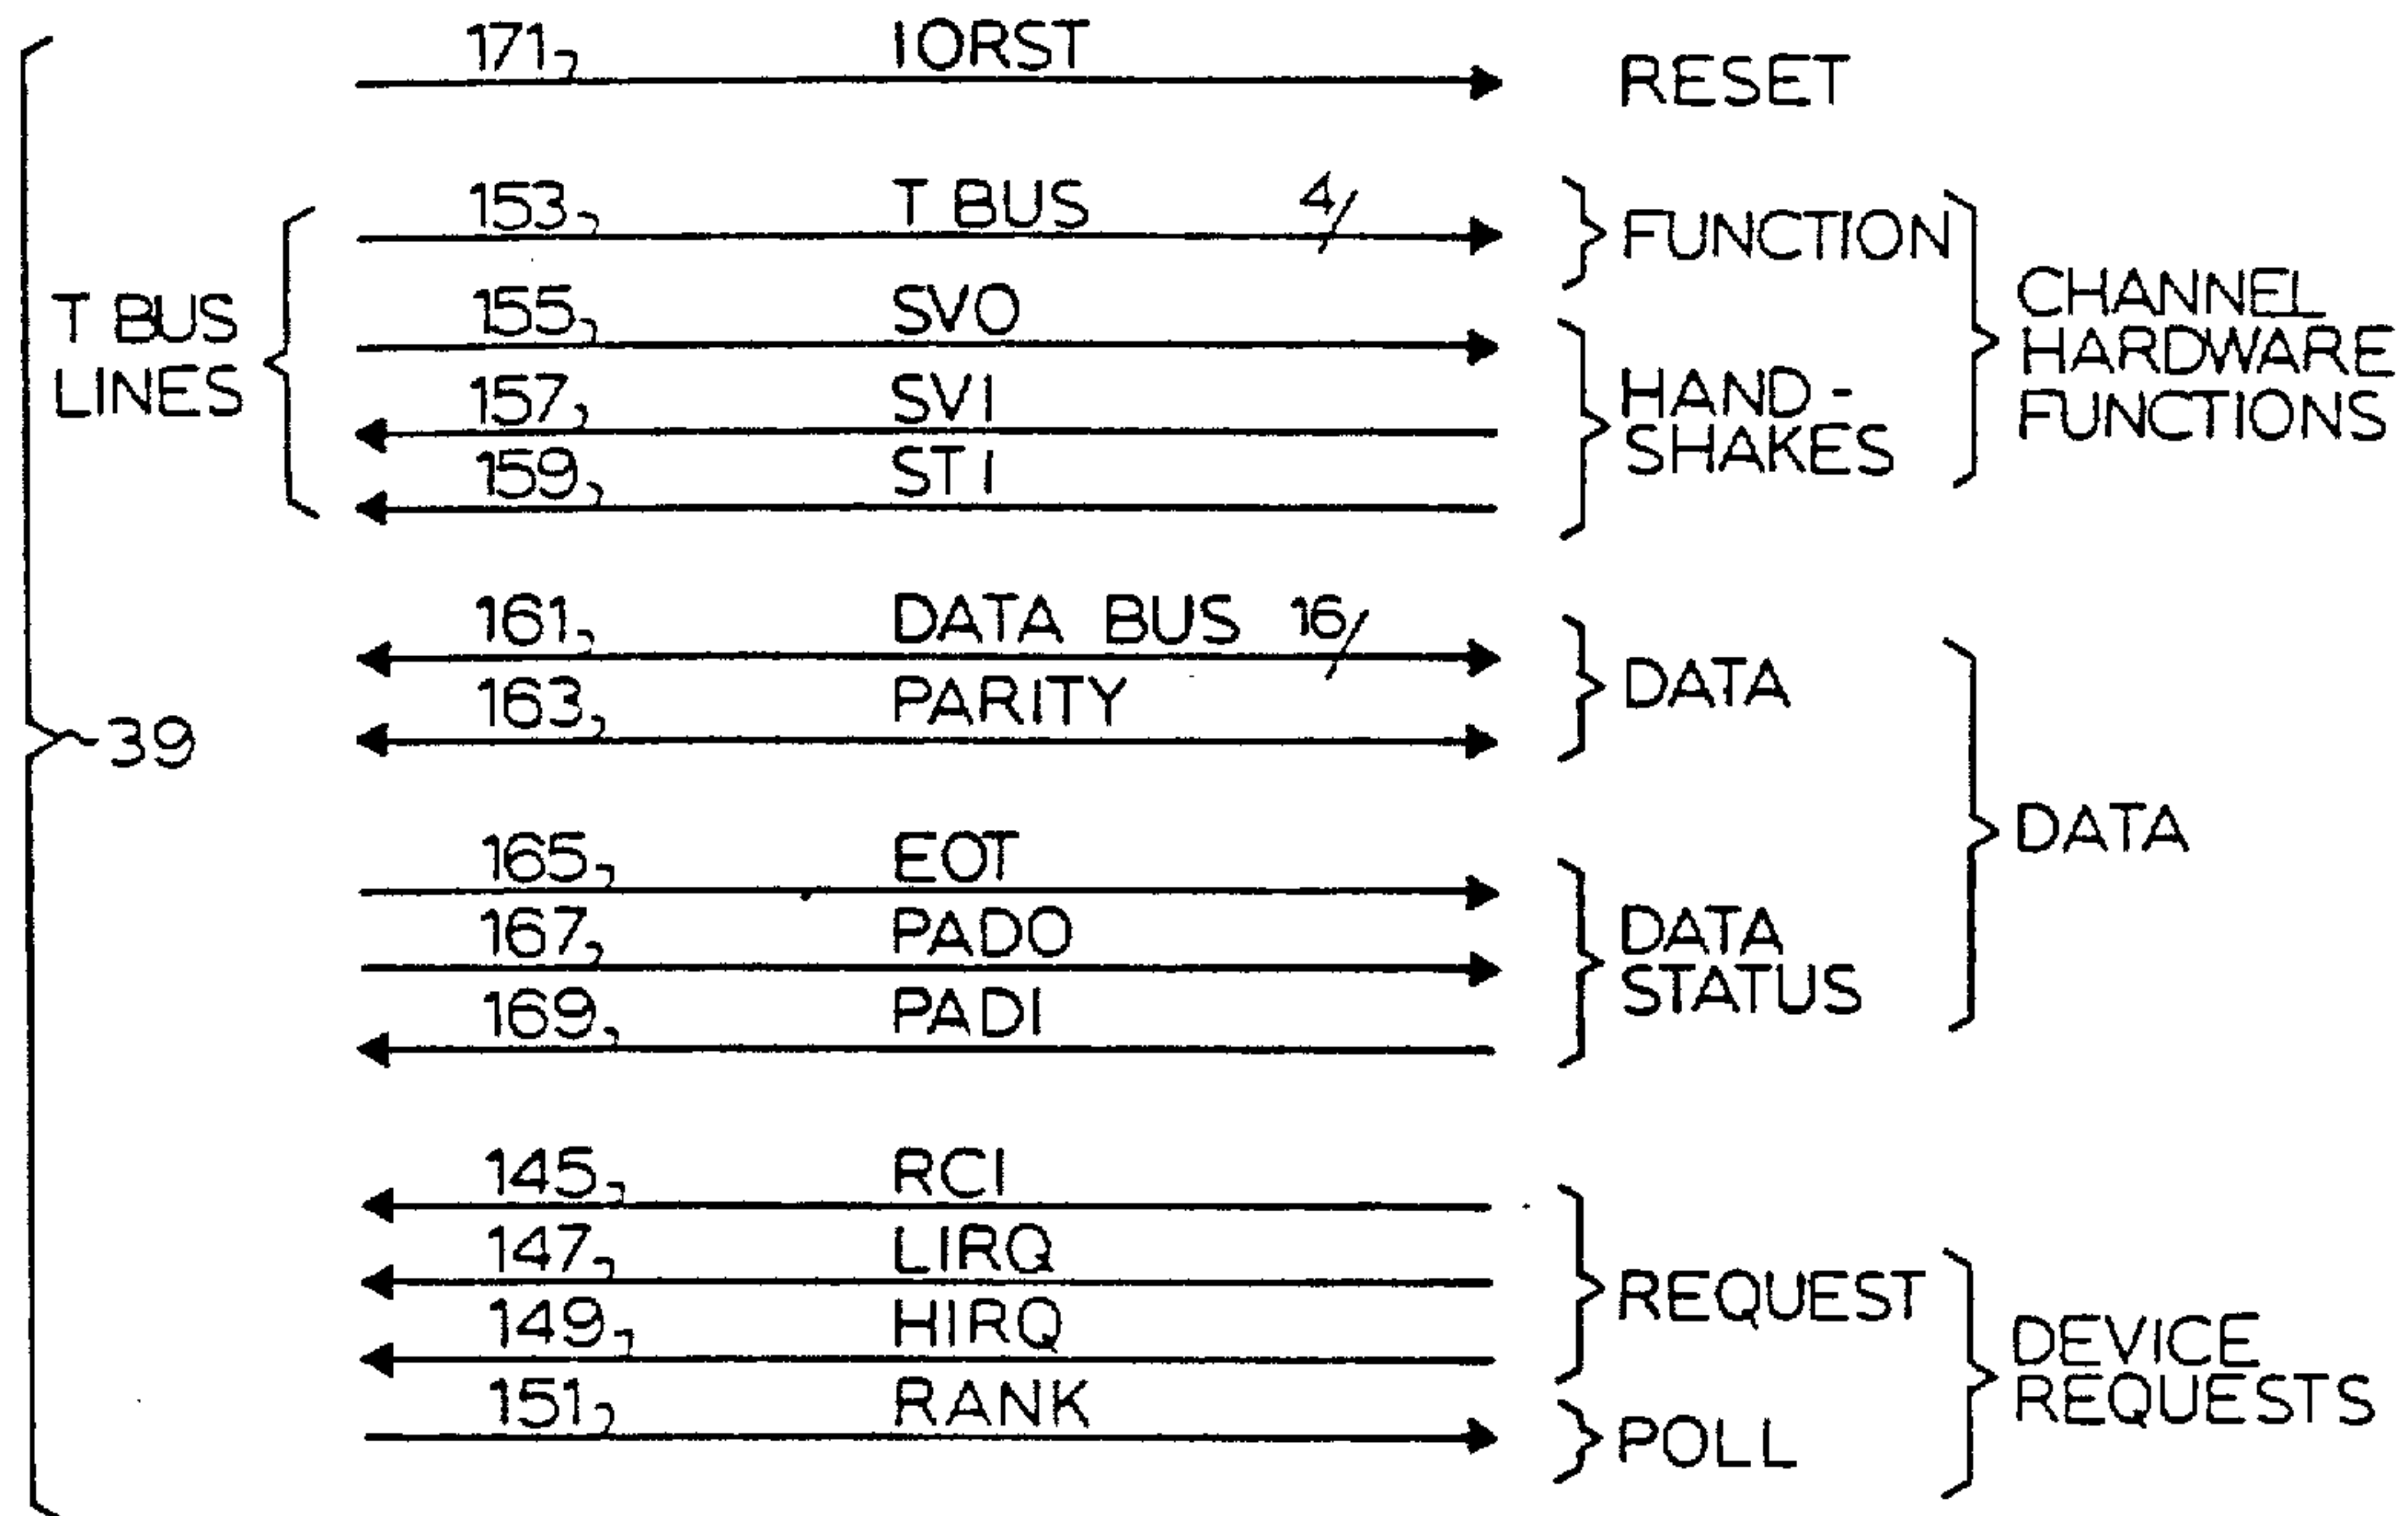 171 IORST RESET
153 T BUS 4 FUNCTION
155 SVO
T BUS
LINES
157 SVI
159 STI
HAND-
SHAKES
CHANNEL
HARDWARE
FUNCTIONS
161 DATA BUS 16
163 PARITY
DATA
39
165 EOT
167 PADO
169 PADI
DATA
STATUS
DATA
145 RCI
147 LIRQ
149 HIRQ
REQUEST
151 RANK
POLL
DEVICE
REQUESTS